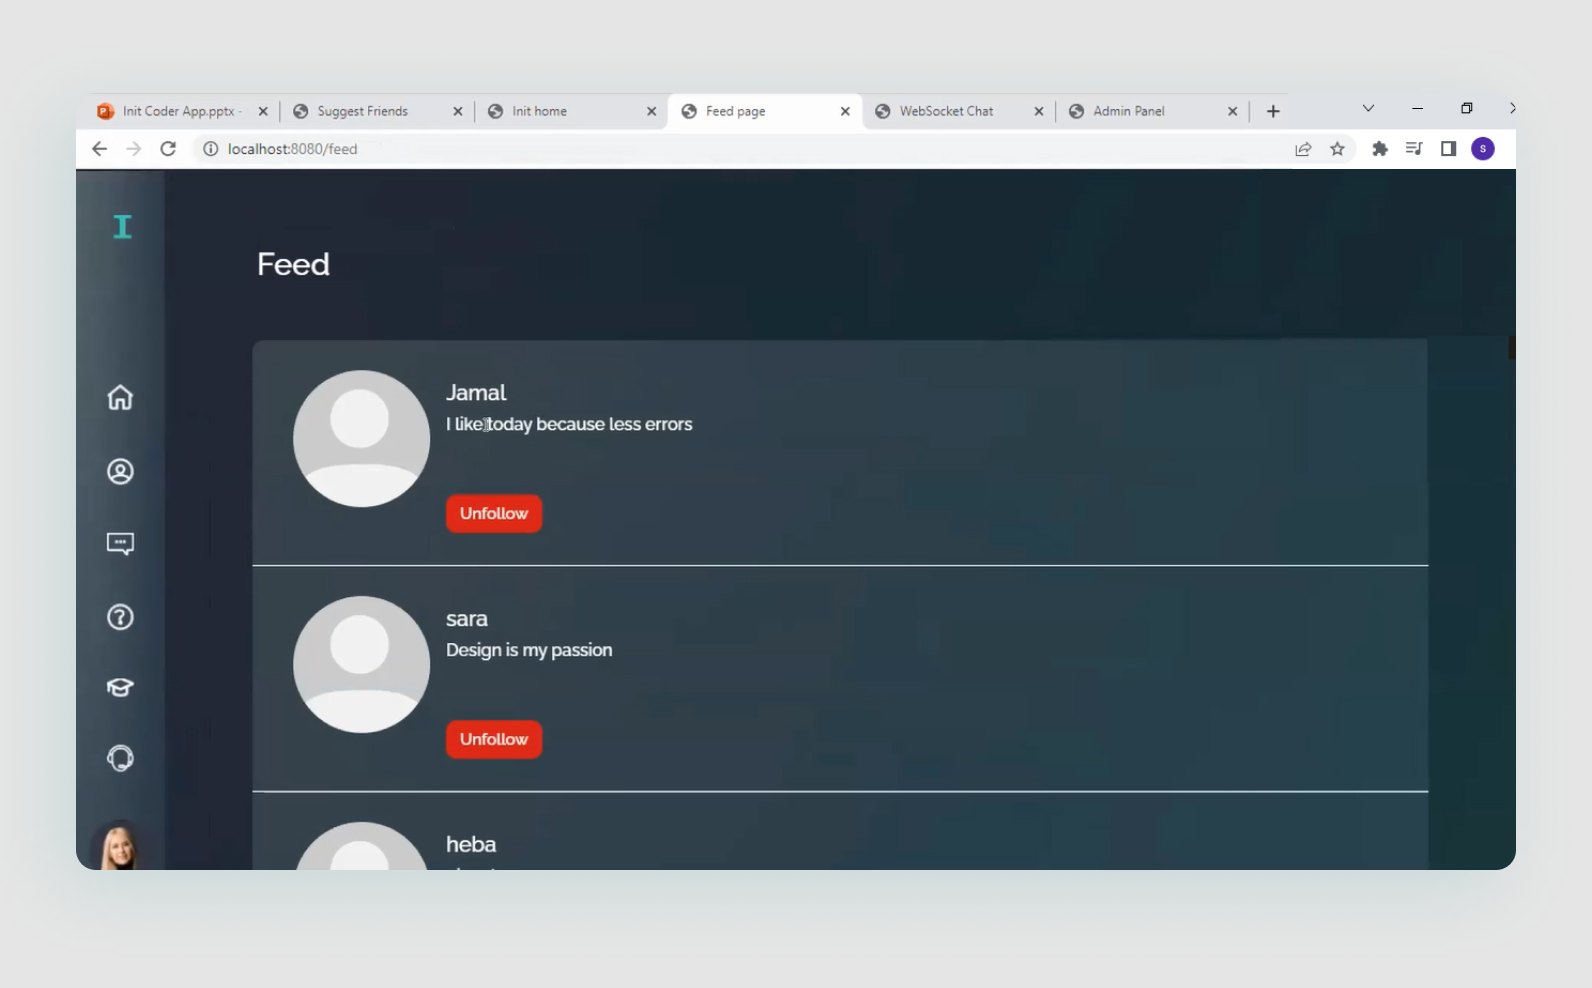 Init Coder App.pptx -
Suggest Friends
Init home
Feed page
WebSocket Chat
Admin Panel
localhost:8080/feed
S
I
Feed
Jamal
I like today because less errors
Unfollow
sara
Design is my passion
Unfollow
heba